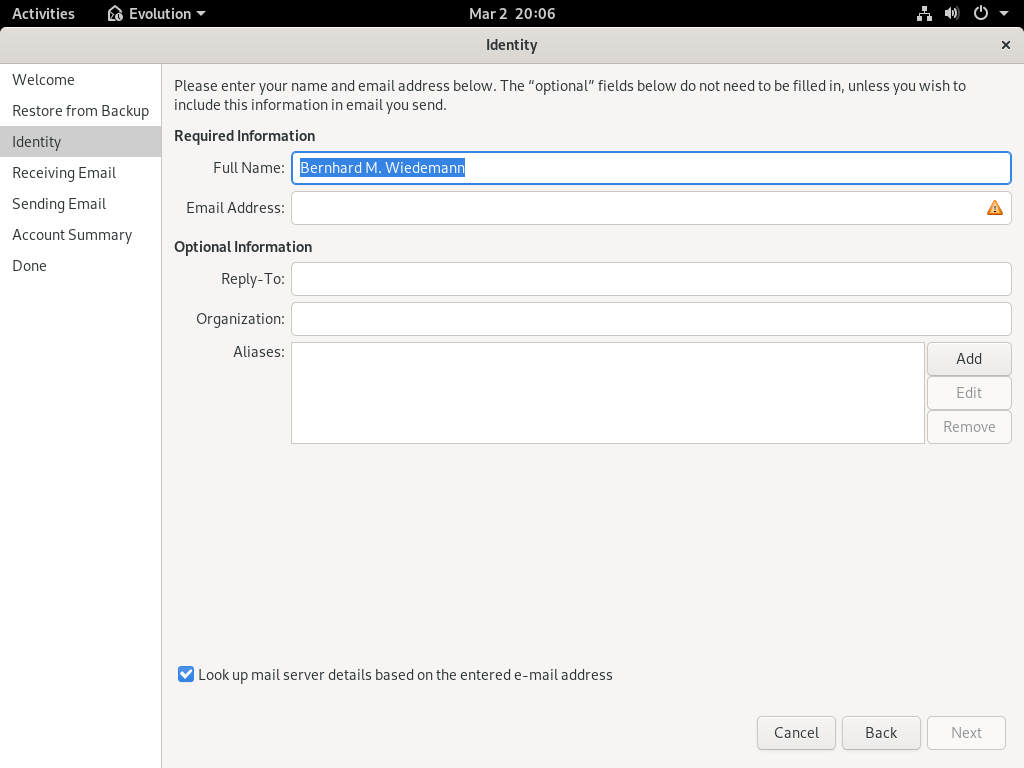 Activities Evolution Mar 2 20:06
Identity
Welcome
Restore from Backup
Identity
Receiving Email
Sending Email
Account Summary
Done
Please enter your name and email address below. The “optional” fields below do not need to be filled in, unless you wish to
include this information in email you send.
Required Information
Full Name: Bernhard M. Wiedemann
Email Address:
Optional Information
Reply-To:
Organization:
Aliases:
Add
Edit
Remove
Look up mail server details based on the entered e-mail address
Cancel Back Next